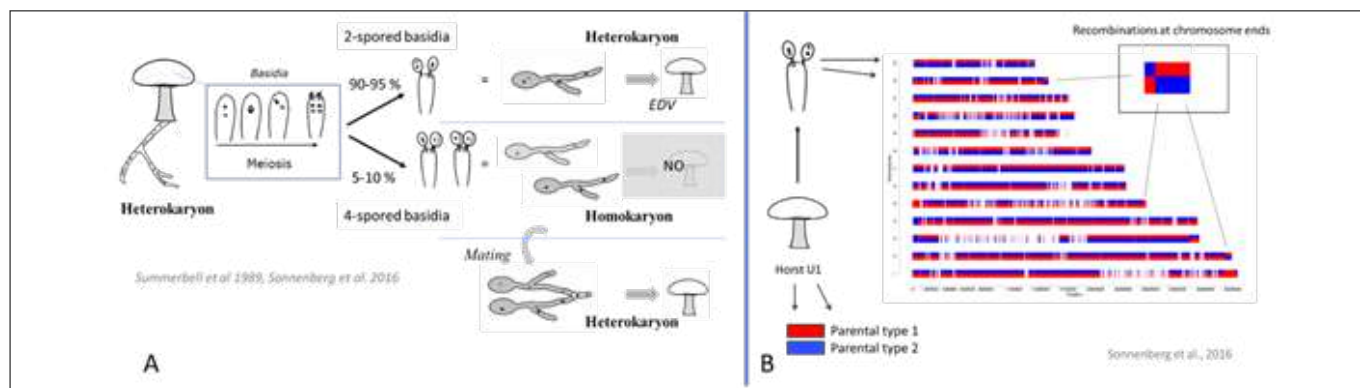 2-spored basidia
Heterokaryon
Basidia
90-95 %
=
EDV
Meiosis
5-10 %
=
NO
Heterokaryon
4-spored basidia
Homokaryon
Mating
Summerbell et al 1989, Sonnenberg et al. 2016
Heterokaryon
A
Recombinations at chromosome ends
Horst U1
Parental type 1
Parental type 2
B
Sonnenberg et al., 2016